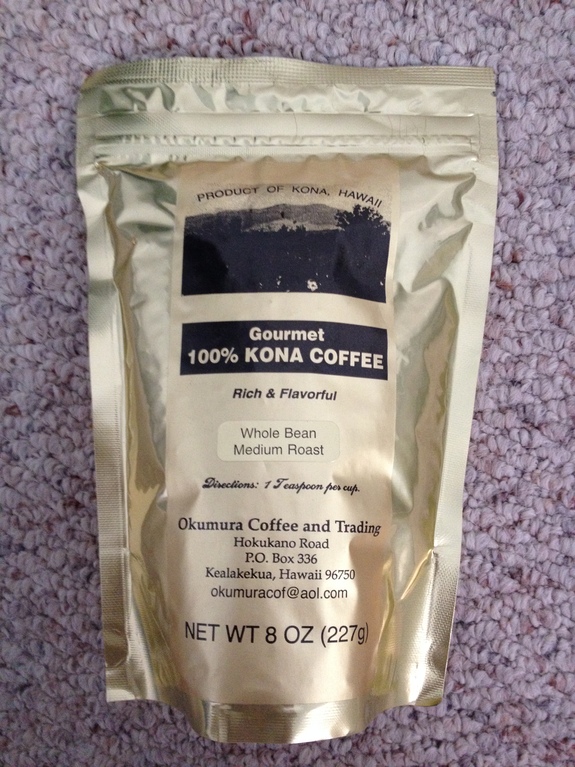 PRODUCT OF KONA, HAWAII
Gourmet
100% KONA COFFEE
Rich & Flavorful
Whole Bean
Medium Roast
Directions: 1 Teaspoon per cup.
Okumura Coffee and Trading
Hokukano Road
P.O. Box 336
Kealakekua, Hawaii 96750
okumuracof@aol.com
NET WT 8 OZ (227g)